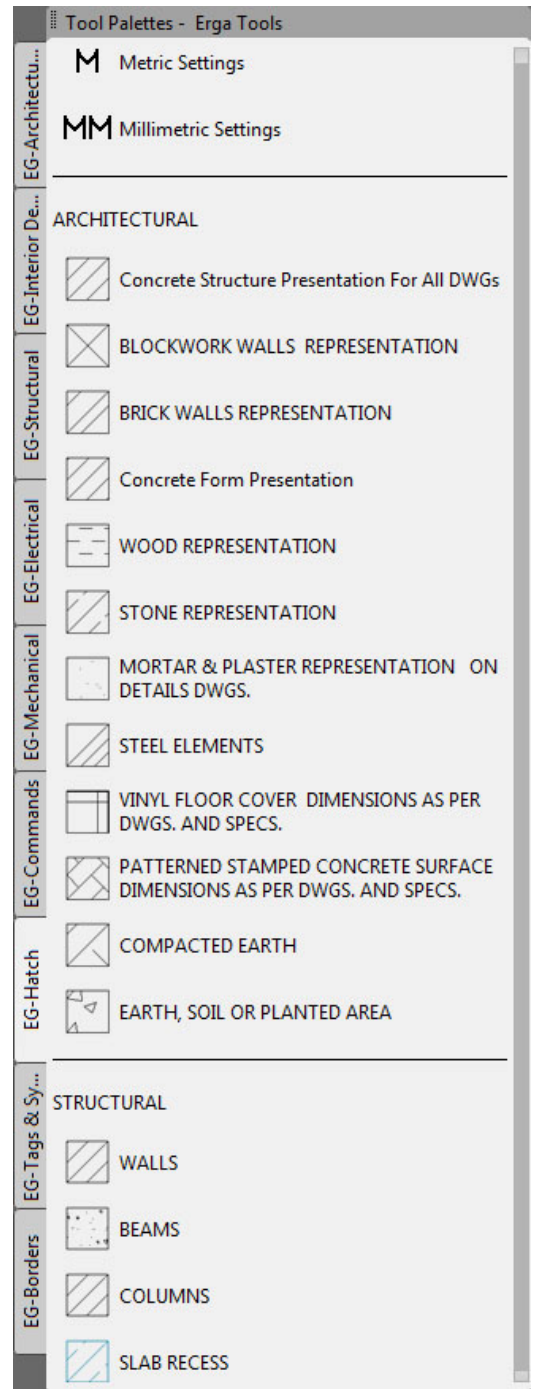 Tool Palettes - Erga Tools
M Metric Settings
MM Millimetric Settings
ARCHITECTURAL
Concrete Structure Presentation For All DWGs
BLOCKWORK WALLS REPRESENTATION
BRICK WALLS REPRESENTATION
Concrete Form Presentation
WOOD REPRESENTATION
STONE REPRESENTATION
MORTAR & PLASTER REPRESENTATION ON
DETAILS DWGS.
STEEL ELEMENTS
VINYL FLOOR COVER DIMENSIONS AS PER
DWGS. AND SPECS.
PATTERNED STAMPED CONCRETE SURFACE
DIMENSIONS AS PER DWGS. AND SPECS.
COMPACTED EARTH
EARTH, SOIL OR PLANTED AREA
STRUCTURAL
WALLS
BEAMS
COLUMNS
SLAB RECESS
EG-Architectu...
EG-Interior De...
EG-Structural
EG-Electrical
EG-Mechanical
EG-Commands
EG-Hatch
EG-Tags & Sy...
EG-Borders